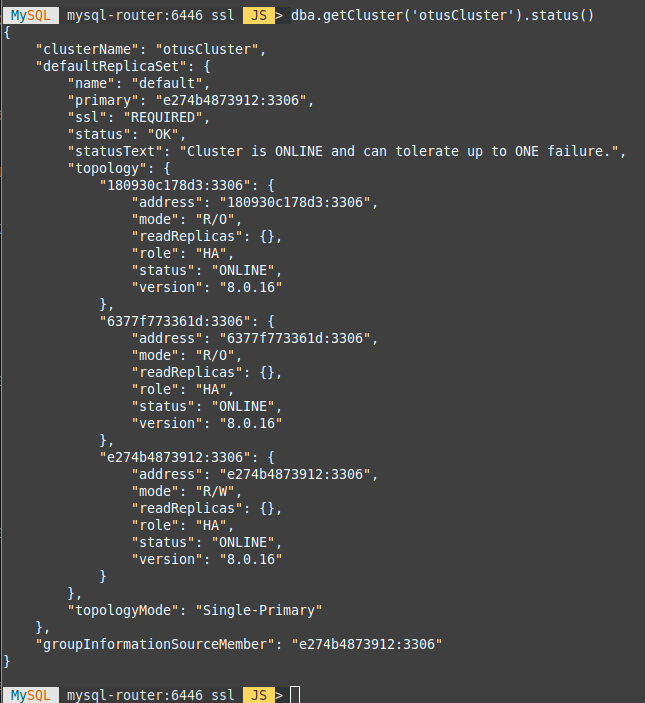 MySQL mysql-router:6446 ssl JS > dba.getCluster('otusCluster').status()
{
    "clusterName": "otusCluster",
    "defaultReplicaSet": {
        "name": "default",
        "primary": "e274b4873912:3306",
        "ssl": "REQUIRED",
        "status": "OK",
        "statusText": "Cluster is ONLINE and can tolerate up to ONE failure.",
        "topology": {
            "180930c178d3:3306": {
                "address": "180930c178d3:3306",
                "mode": "R/O",
                "readReplicas": {},
                "role": "HA",
                "status": "ONLINE",
                "version": "8.0.16"
            },
            "6377f773361d:3306": {
                "address": "6377f773361d:3306",
                "mode": "R/O",
                "readReplicas": {},
                "role": "HA",
                "status": "ONLINE",
                "version": "8.0.16"
            },
            "e274b4873912:3306": {
                "address": "e274b4873912:3306",
                "mode": "R/W",
                "readReplicas": {},
                "role": "HA",
                "status": "ONLINE",
                "version": "8.0.16"
            }
        },
        "topologyMode": "Single-Primary"
    },
    "groupInformationSourceMember": "e274b4873912:3306"
}
MySQL mysql-router:6446 ssl JS >